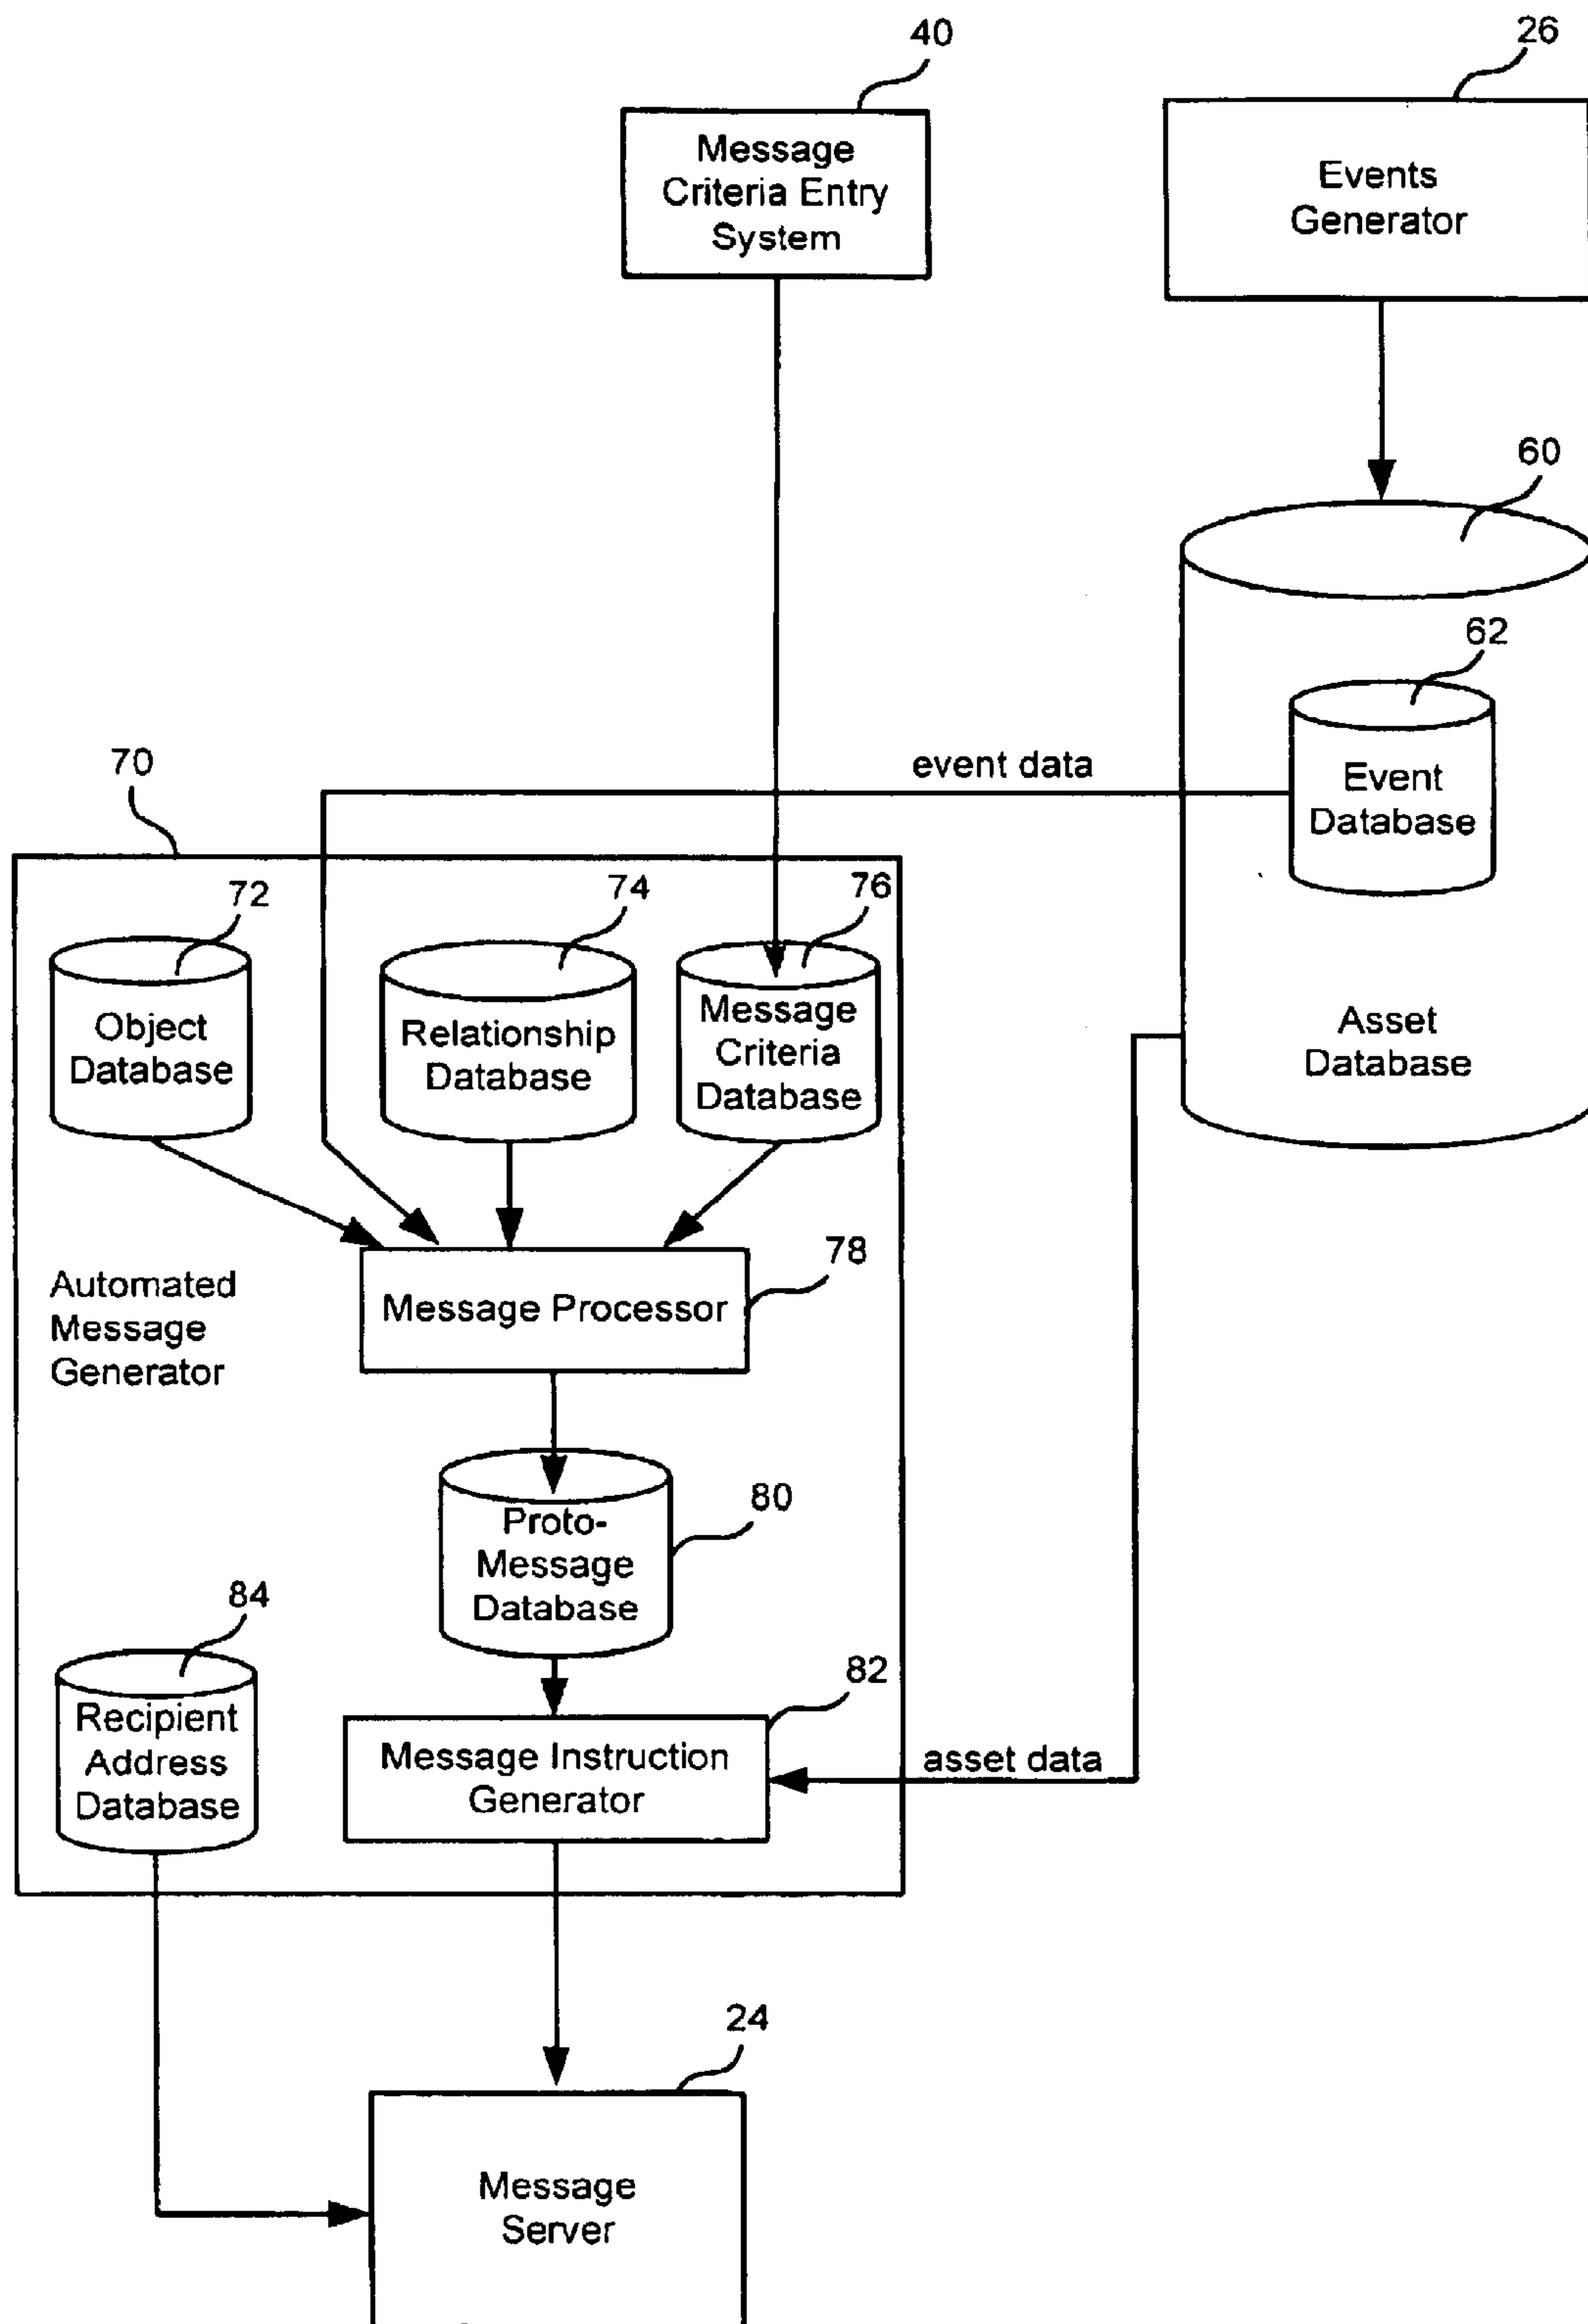 40
26
Message
Criteria Entry
System
Events
Generator
60
62
event data
Event
Database
70
72
74
76
Object
Database
Relationship
Database
Message
Criteria
Database
Asset
Database
78
Automated
Message
Generator
Message Processor
80
Proto-
Message
Database
84
82
Recipient
Address
Database
Message Instruction
Generator
asset data
24
Message
Server